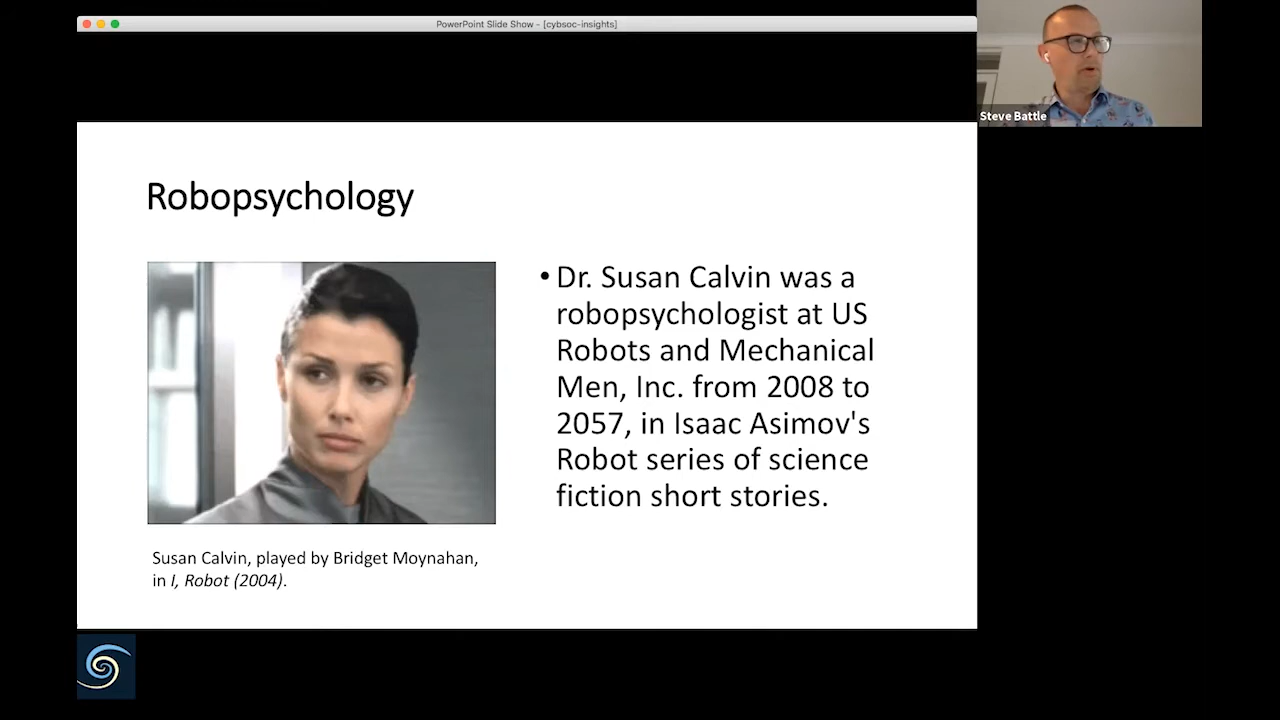 PowerPoint Slide Show - [cybsoc-insights]
Steve Battle
Robopsychology
• Dr. Susan Calvin was a
robopsychologist at US
Robots and Mechanical
Men, Inc. from 2008 to
2057, in Isaac Asimov's
Robot series of science
fiction short stories.
Susan Calvin, played by Bridget Moynahan,
in I, Robot (2004).